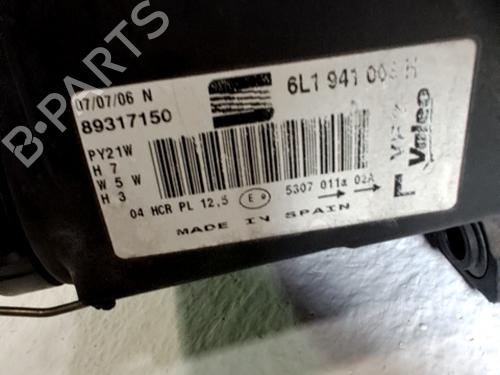 B-PARTS
07/07/06 N
89317150
6L1 941 00 H
PY21W
H 7
W 5 W
H 3
04 HCR PL 12.5 E 9 5307 011a 02A
MADE IN SPAIN
L
Valeo